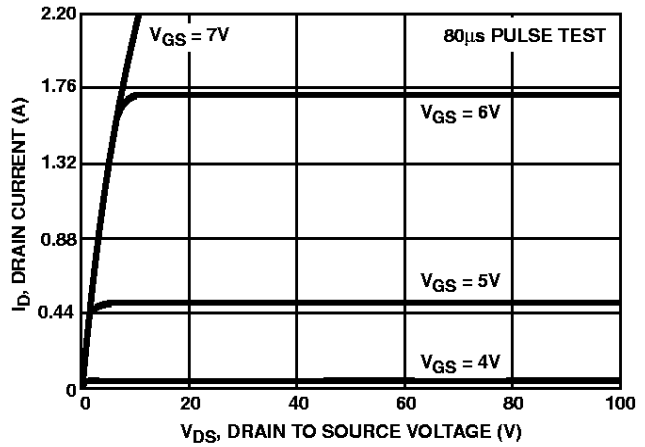 2.20
1.76
1.32
0.88
0.44
0
I_D, DRAIN CURRENT (A)
V_GS = 7V
80μs PULSE TEST
V_GS = 6V
V_GS = 5V
V_GS = 4V
0 20 40 60 80 100
V_DS, DRAIN TO SOURCE VOLTAGE (V)